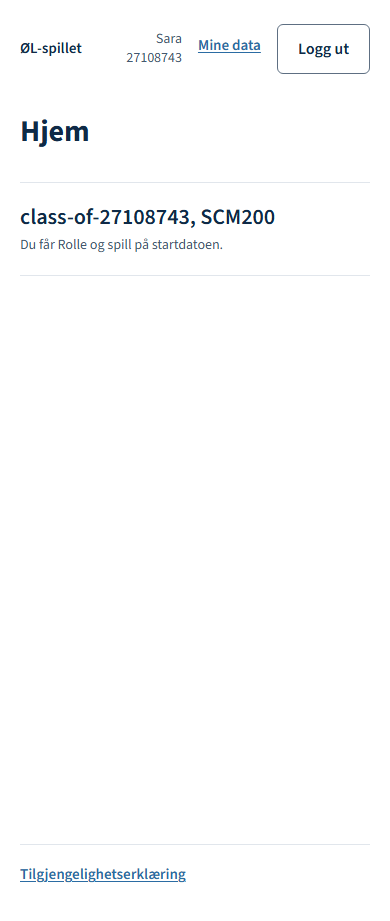 ØL-spillet
Sara
27108743
Mine data
Logg ut
Hjem
class-of-27108743, SCM200
Du får Rolle og spill på startdatoen.
Tilgjengelighetserklæring